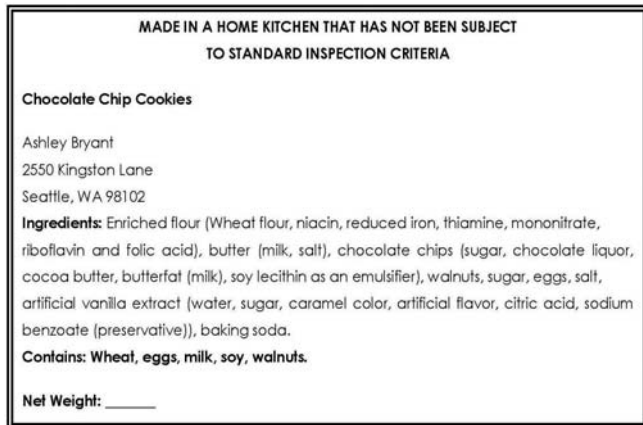 MADE IN A HOME KITCHEN THAT HAS NOT BEEN SUBJECT
TO STANDARD INSPECTION CRITERIA
Chocolate Chip Cookies
Ashley Bryant
2550 Kingston Lane
Seattle, WA 98102
Ingredients: Enriched flour (Wheat flour, niacin, reduced iron, thiamine, mononitrate,
riboflavin and folic acid), butter (milk, salt), chocolate chips (sugar, chocolate liquor,
cocoa butter, butterfat (milk), soy lecithin as an emulsifier), walnuts, sugar, eggs, salt,
artificial vanilla extract (water, sugar, caramel color, artificial flavor, citric acid, sodium
benzoate (preservative)), baking soda.
Contains: Wheat, eggs, milk, soy, walnuts.
Net Weight: _______